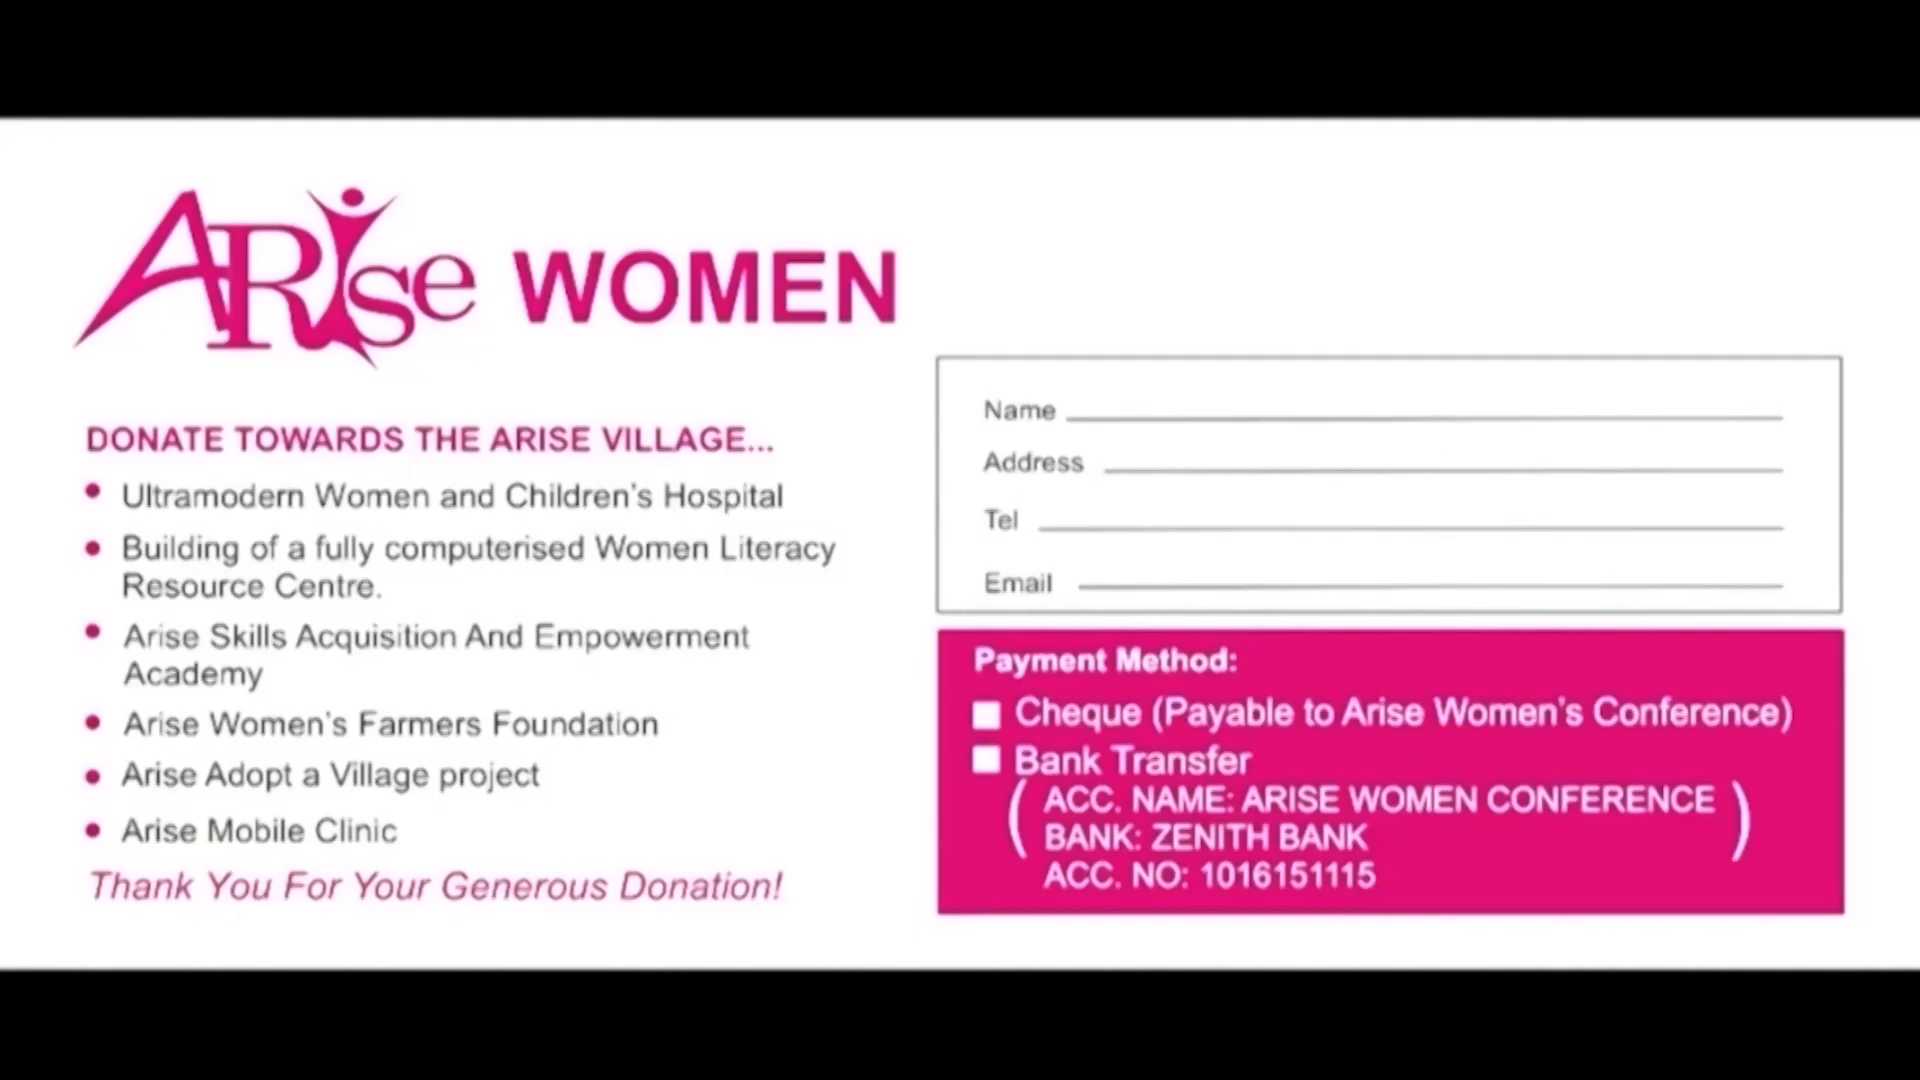 ARise WOMEN
DONATE TOWARDS THE ARISE VILLAGE...
• Ultramodern Women and Children's Hospital
• Building of a fully computerised Women Literacy
Resource Centre.
• Arise Skills Acquisition And Empowerment
Academy
• Arise Women's Farmers Foundation
• Arise Adopt a Village project
• Arise Mobile Clinic
Thank You For Your Generous Donation!
Name
Address
Tel
Email
Payment Method:
Cheque (Payable to Arise Women's Conference)
Bank Transfer
( ACC. NAME: ARISE WOMEN CONFERENCE )
BANK: ZENITH BANK
ACC. NO: 1016151115